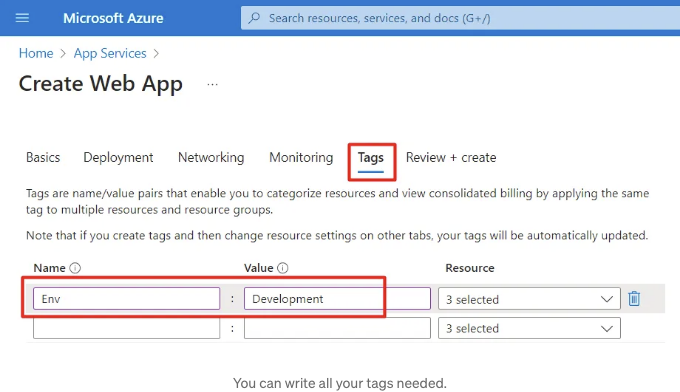 Microsoft Azure
Search resources, services, and docs (G+/)
Home > App Services >
Create Web App ...
Basics Deployment Networking Monitoring Tags Review + create
Tags are name/value pairs that enable you to categorize resources and view consolidated billing by applying the same
tag to multiple resources and resource groups.
Note that if you create tags and then change resource settings on other tabs, your tags will be automatically updated.
Name Value Resource
Env : Development 3 selected
: 3 selected
You can write all your tags needed.